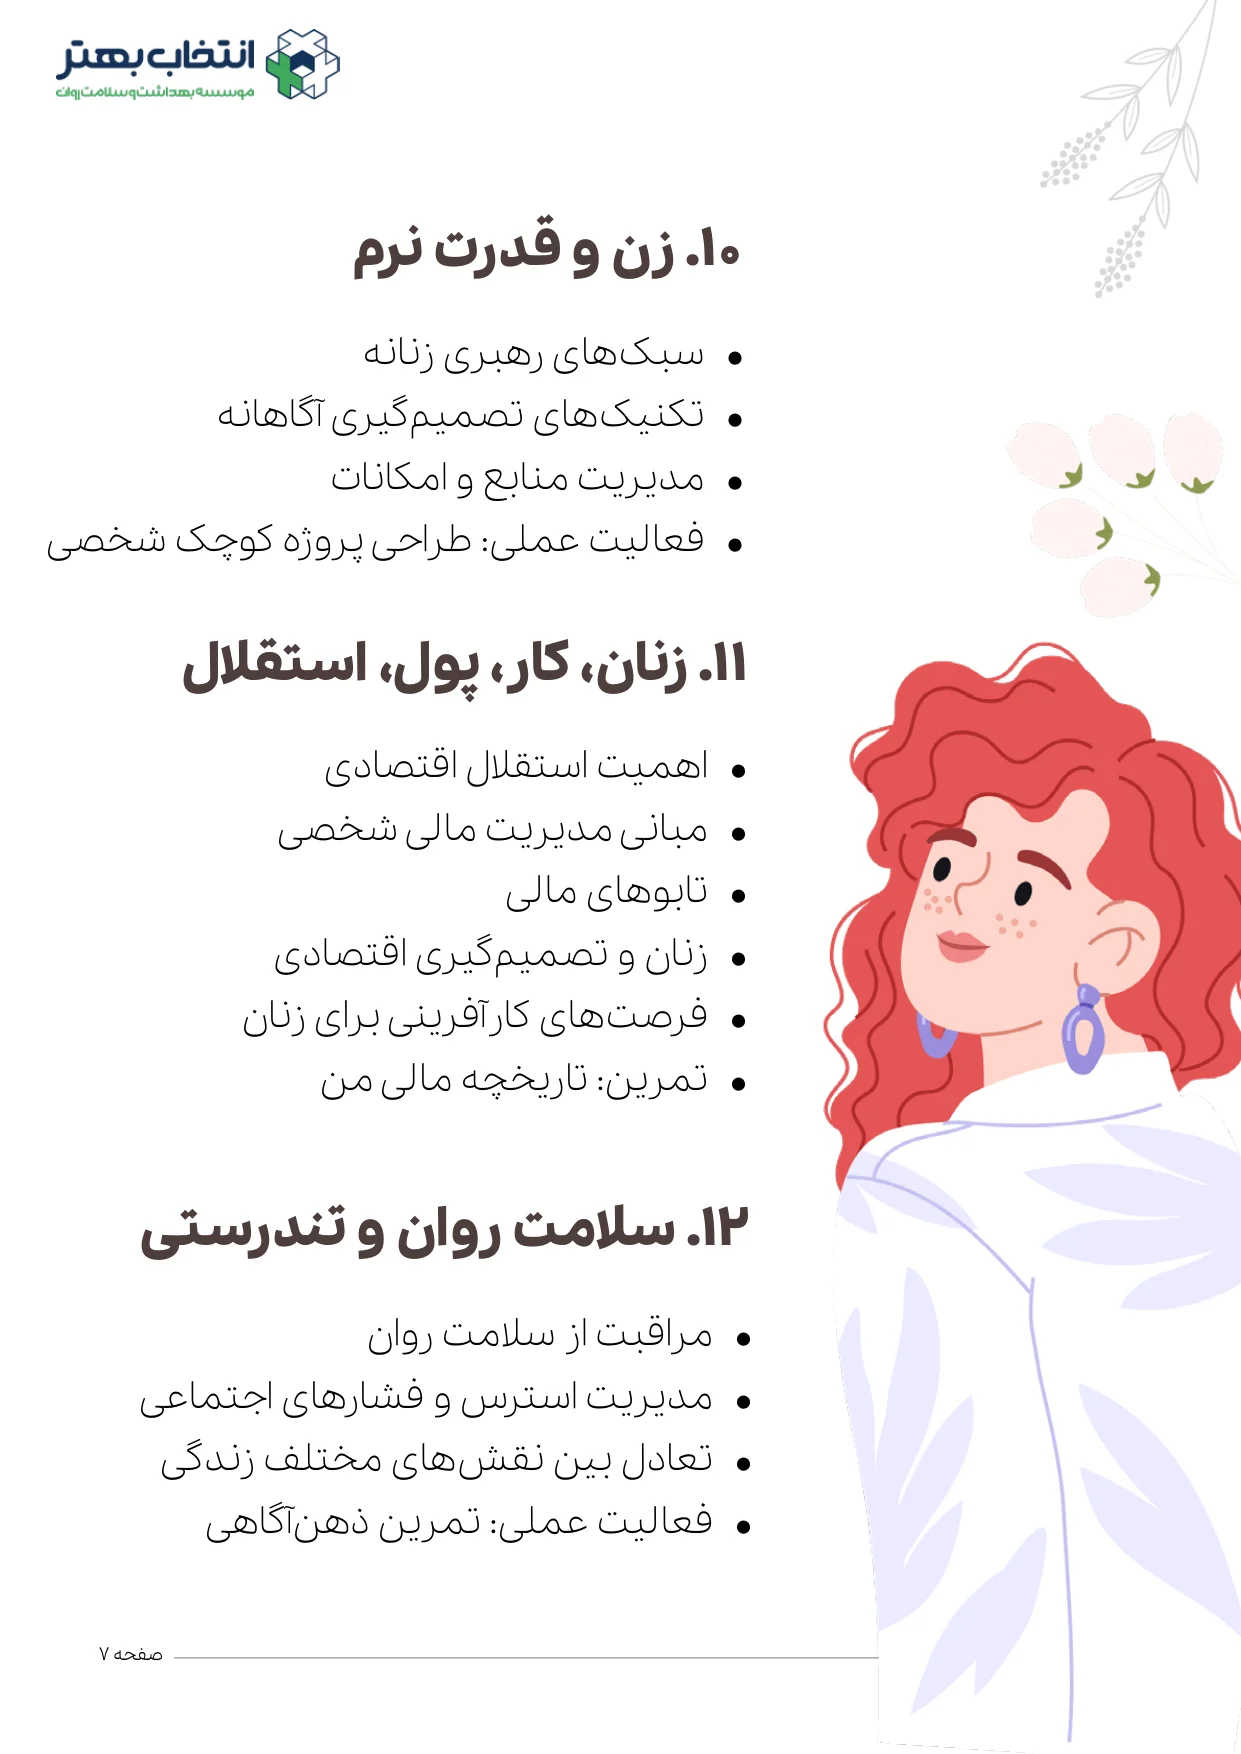 انتخاب بهتر
موسسه بهداشت و سلامت روان
۱۰. زن و قدرت نرم
• سبک‌های رهبری زنانه
• تکنیک‌های تصمیم‌گیری آگاهانه
• مدیریت منابع و امکانات
• فعالیت عملی: طراحی پروژه کوچک شخصی
۱۱. زنان، کار، پول، استقلال
• اهمیت استقلال اقتصادی
• مبانی مدیریت مالی شخصی
• تابوهای مالی
• زنان و تصمیم‌گیری اقتصادی
• فرصت‌های کارآفرینی برای زنان
• تمرین: تاریخچه مالی من
۱۲. سلامت روان و تندرستی
• مراقبت از سلامت روان
• مدیریت استرس و فشارهای اجتماعی
• تعادل بین نقش‌های مختلف زندگی
• فعالیت عملی: تمرین ذهن‌آگاهی
صفحه ۷